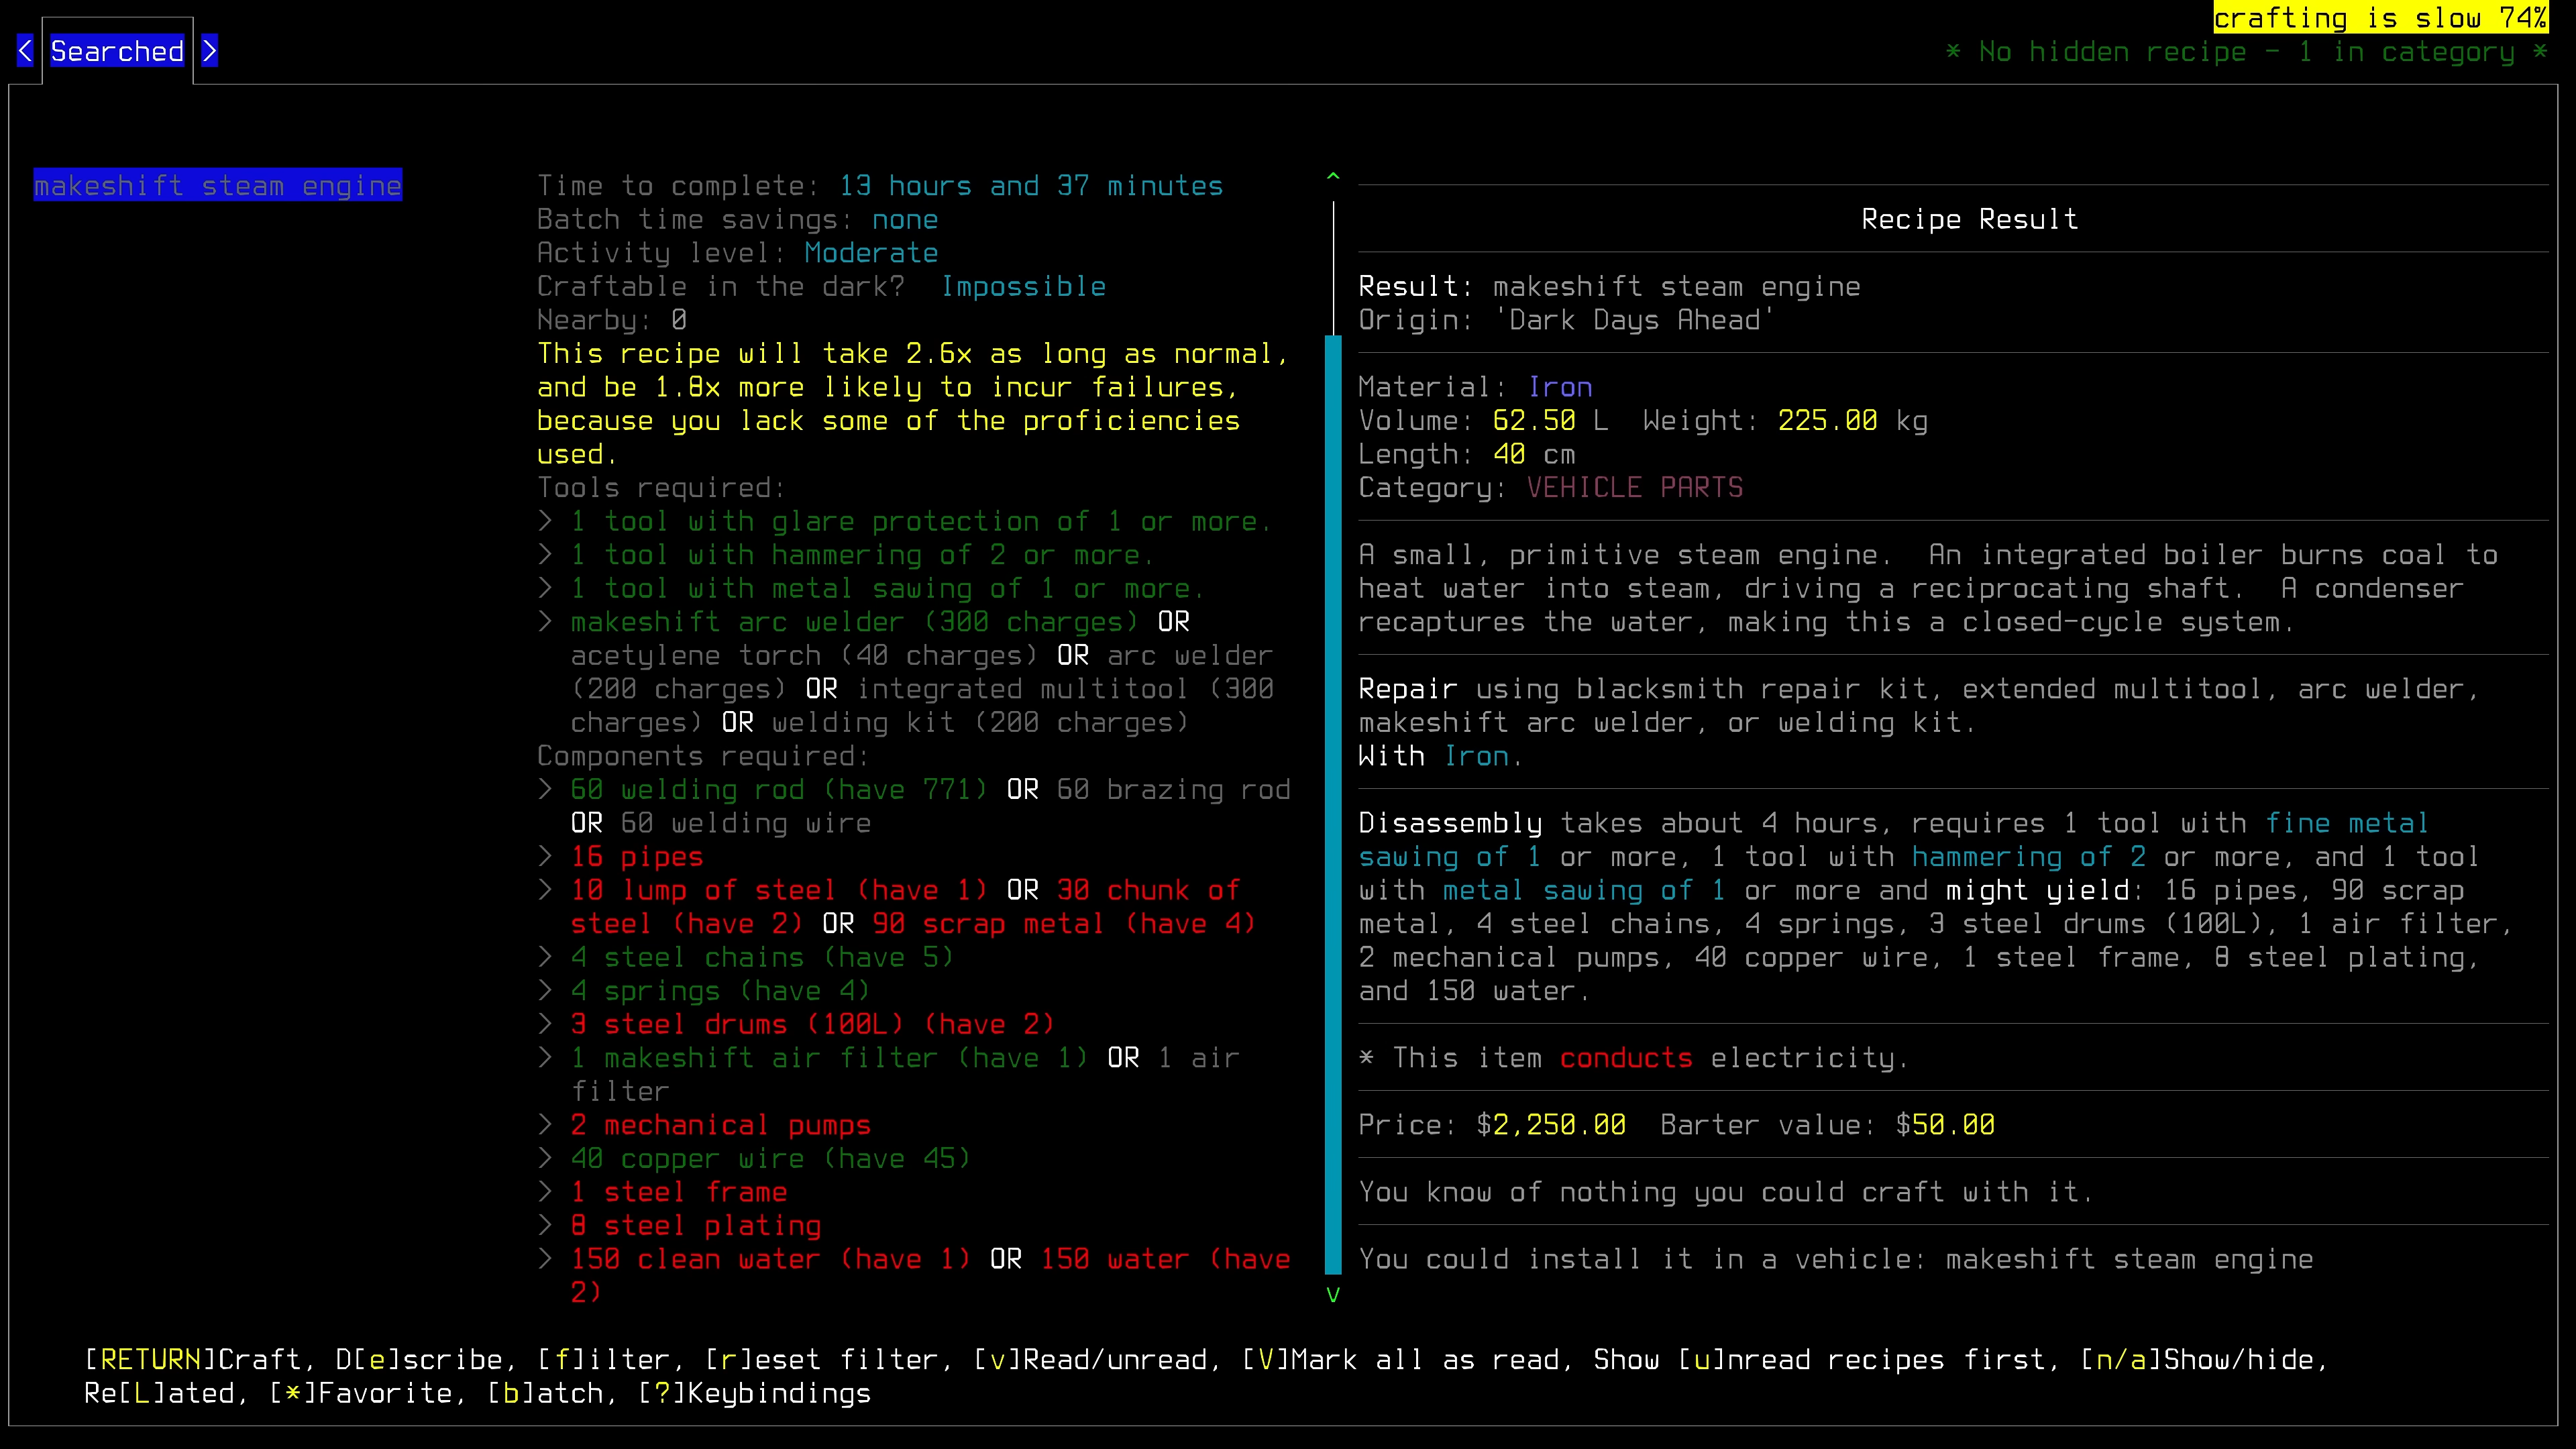 crafting is slow 74%
< Searched >
* No hidden recipe - 1 in category *
makeshift steam engine
Time to complete: 13 hours and 37 minutes
Batch time savings: none
Activity level: Moderate
Craftable in the dark?  Impossible
Nearby: 0
This recipe will take 2.6x as long as normal,
and be 1.8x more likely to incur failures,
because you lack some of the proficiencies
used.
Tools required:
> 1 tool with glare protection of 1 or more.
> 1 tool with hammering of 2 or more.
> 1 tool with metal sawing of 1 or more.
> makeshift arc welder (300 charges) OR
acetylene torch (40 charges) OR arc welder
(200 charges) OR integrated multitool (300
charges) OR welding kit (200 charges)
Components required:
> 60 welding rod (have 771) OR 60 brazing rod
OR 60 welding wire
> 16 pipes
> 10 lump of steel (have 1) OR 30 chunk of
steel (have 2) OR 90 scrap metal (have 4)
> 4 steel chains (have 5)
> 4 springs (have 4)
> 3 steel drums (100L) (have 2)
> 1 makeshift air filter (have 1) OR 1 air
filter
> 2 mechanical pumps
> 40 copper wire (have 45)
> 1 steel frame
> 8 steel plating
> 150 clean water (have 1) OR 150 water (have
2)
^
v
Recipe Result
Result: makeshift steam engine
Origin: 'Dark Days Ahead'
Material: Iron
Volume: 62.50 L  Weight: 225.00 kg
Length: 40 cm
Category: VEHICLE PARTS
A small, primitive steam engine.  An integrated boiler burns coal to
heat water into steam, driving a reciprocating shaft.  A condenser
recaptures the water, making this a closed-cycle system.
Repair using blacksmith repair kit, extended multitool, arc welder,
makeshift arc welder, or welding kit.
With Iron.
Disassembly takes about 4 hours, requires 1 tool with fine metal
sawing of 1 or more, 1 tool with hammering of 2 or more, and 1 tool
with metal sawing of 1 or more and might yield: 16 pipes, 90 scrap
metal, 4 steel chains, 4 springs, 3 steel drums (100L), 1 air filter,
2 mechanical pumps, 40 copper wire, 1 steel frame, 8 steel plating,
and 150 water.
* This item conducts electricity.
Price: $2,250.00  Barter value: $50.00
You know of nothing you could craft with it.
You could install it in a vehicle: makeshift steam engine
[RETURN]Craft, D[e]scribe, [f]ilter, [r]eset filter, [v]Read/unread, [V]Mark all as read, Show [u]nread recipes first, [n/a]Show/hide,
Re[L]ated, [*]Favorite, [b]atch, [?]Keybindings